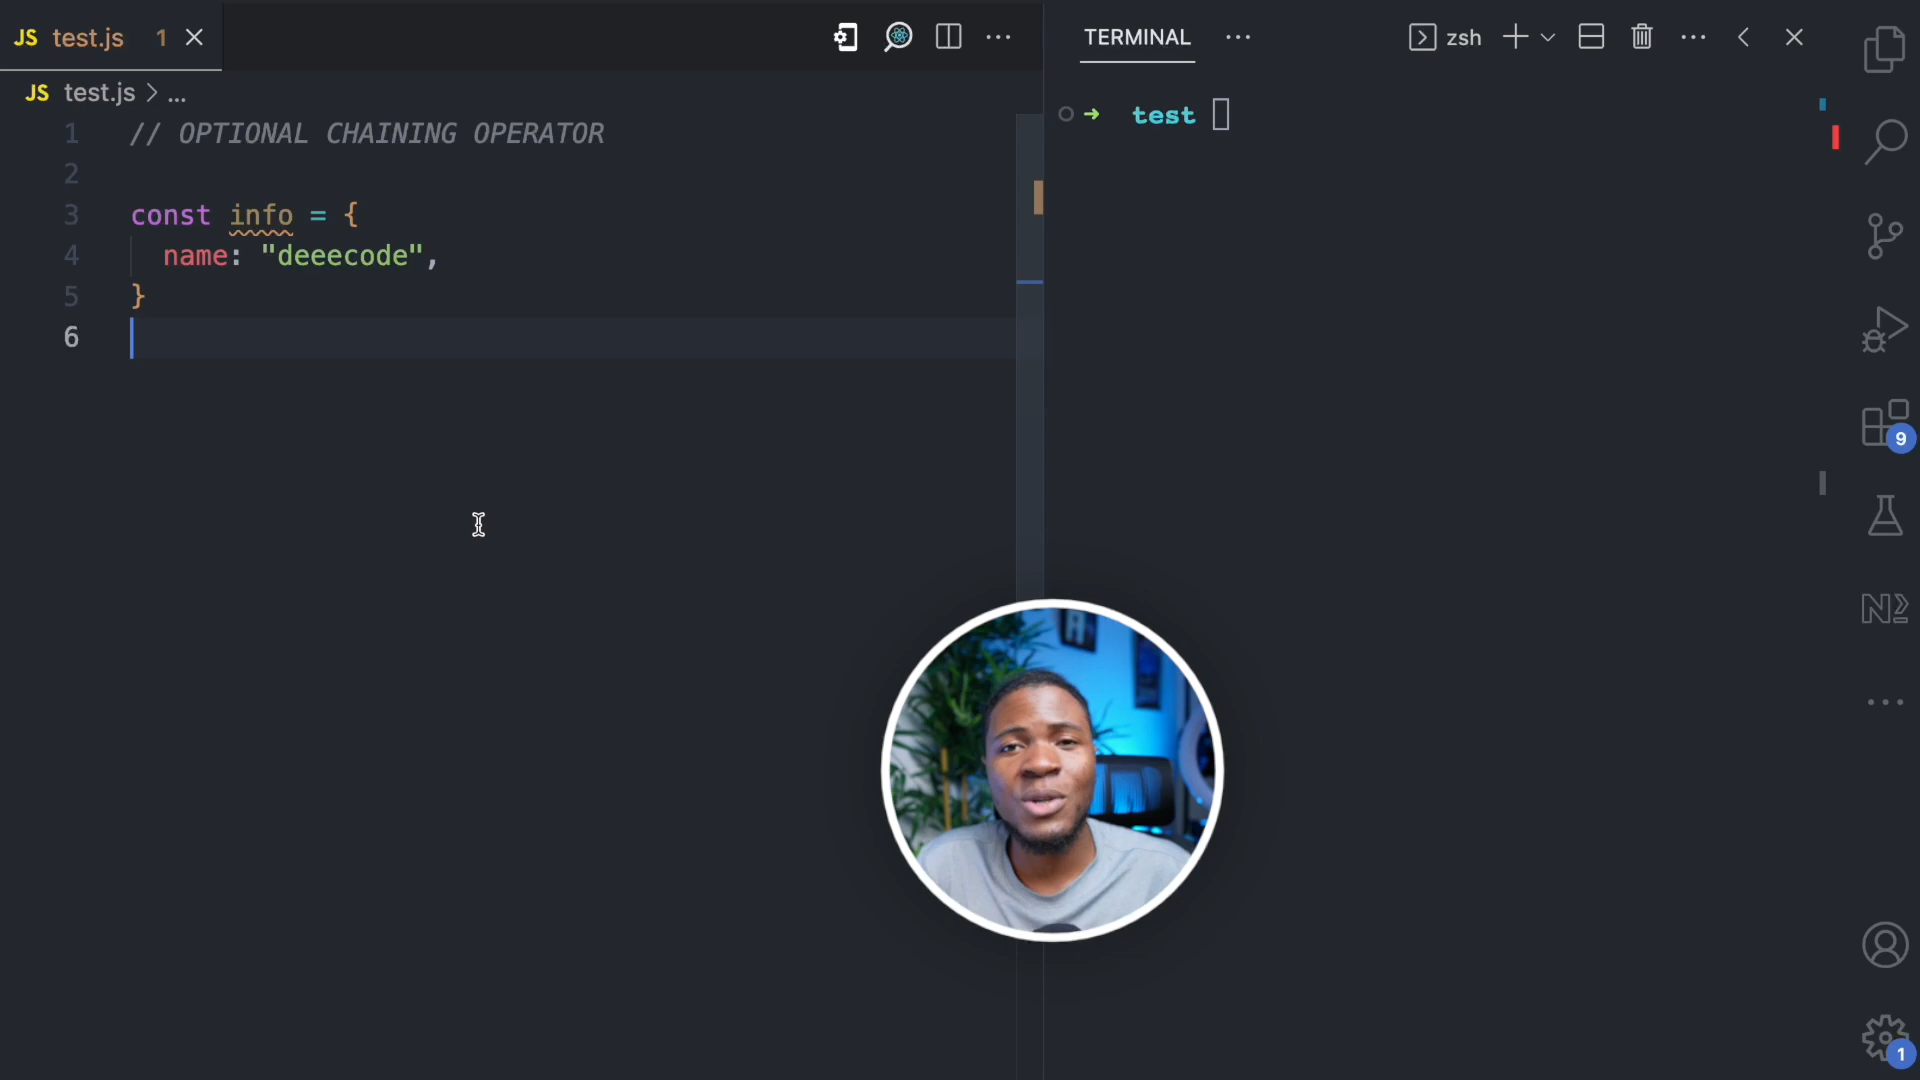 JS test.js 1
TERMINAL
zsh
JS test.js > ...
test
1 // OPTIONAL CHAINING OPERATOR
2
3 const info = {
4 name: "deeecode",
5 }
6
9
1